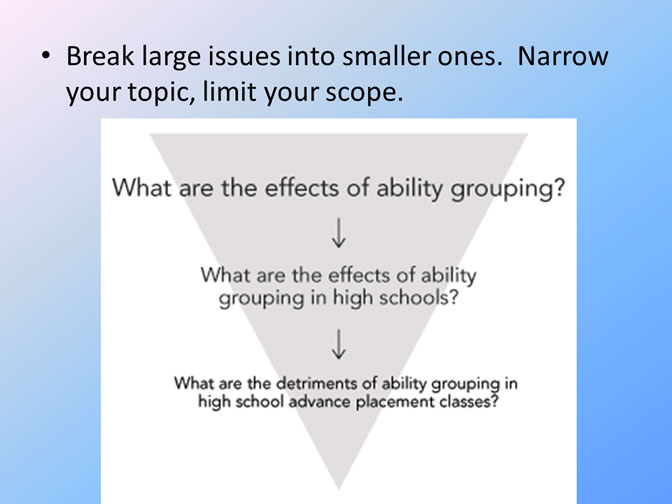 • Break large issues into smaller ones.  Narrow
your topic, limit your scope.
What are the effects of ability grouping?
↓
What are the effects of ability
grouping in high schools?
↓
What are the detriments of ability grouping in
high school advance placement classes?